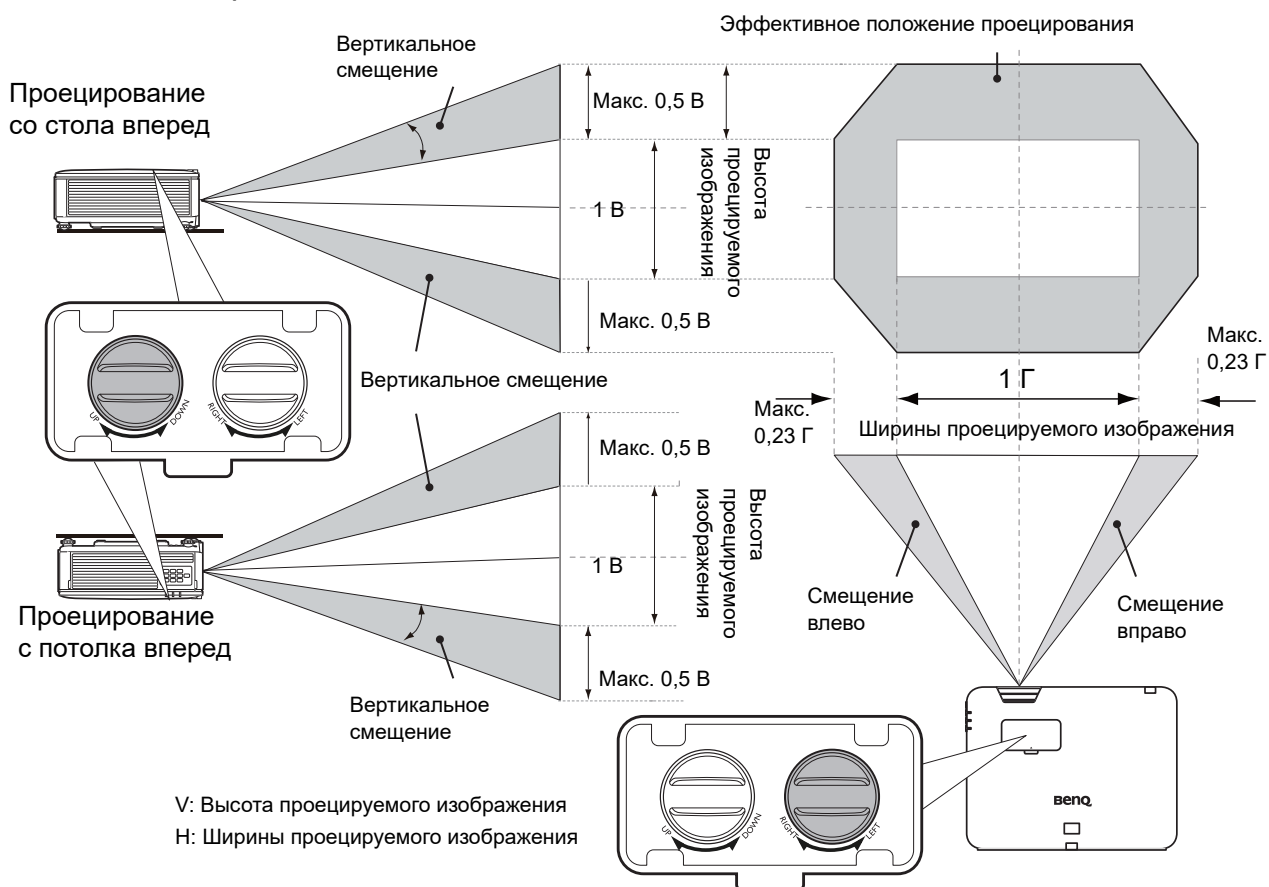 Эффективное положение проецирования
Вертикальное
смещение
Проецирование
со стола вперед
Макс. 0,5 В
Высота
проецируемого
изображения
1 В
Макс. 0,5 В
UP
DOWN
RIGHT
LEFT
Вертикальное смещение
Макс.
0,23 Г
1 Г
Макс.
0,23 Г
Ширины проецируемого изображения
Макс. 0,5 В
Высота
проецируемого
изображения
1 В
Проецирование
с потолка вперед
Макс. 0,5 В
Вертикальное
смещение
Смещение
влево
Смещение
вправо
V: Высота проецируемого изображения
H: Ширины проецируемого изображения
UP
DOWN
RIGHT
LEFT
BenQ